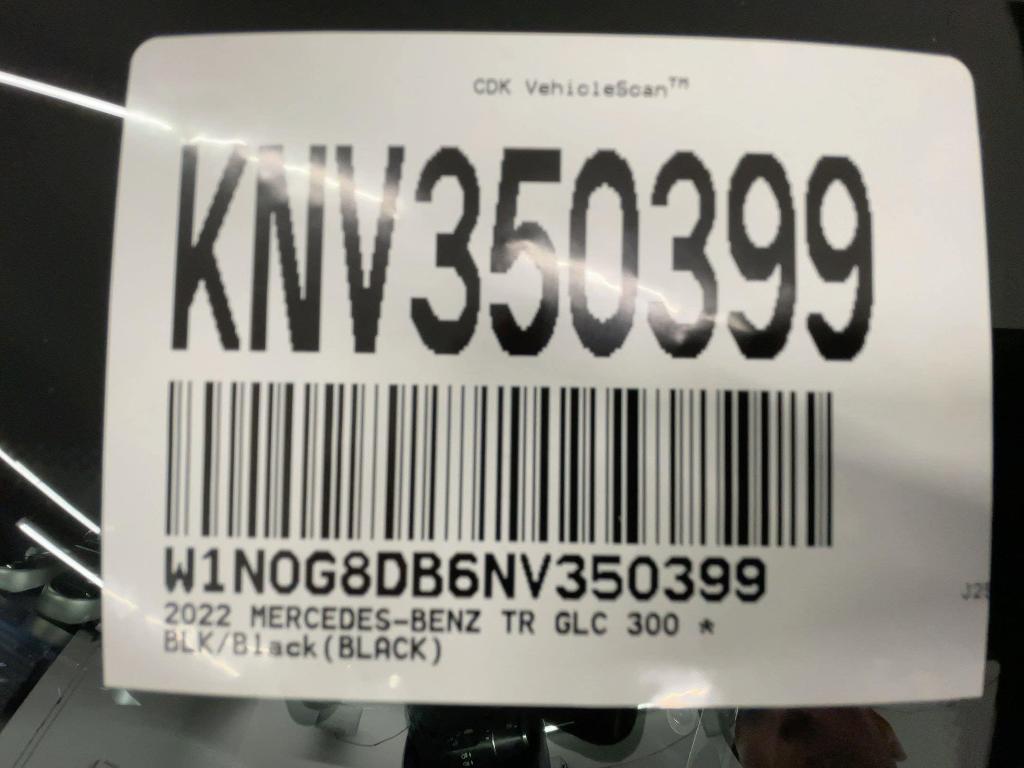 CDK VehicleScan™
KNV350399
W1N0G8DB6NV350399
2022 MERCEDES-BENZ TR GLC 300 *
BLK/Black(BLACK)